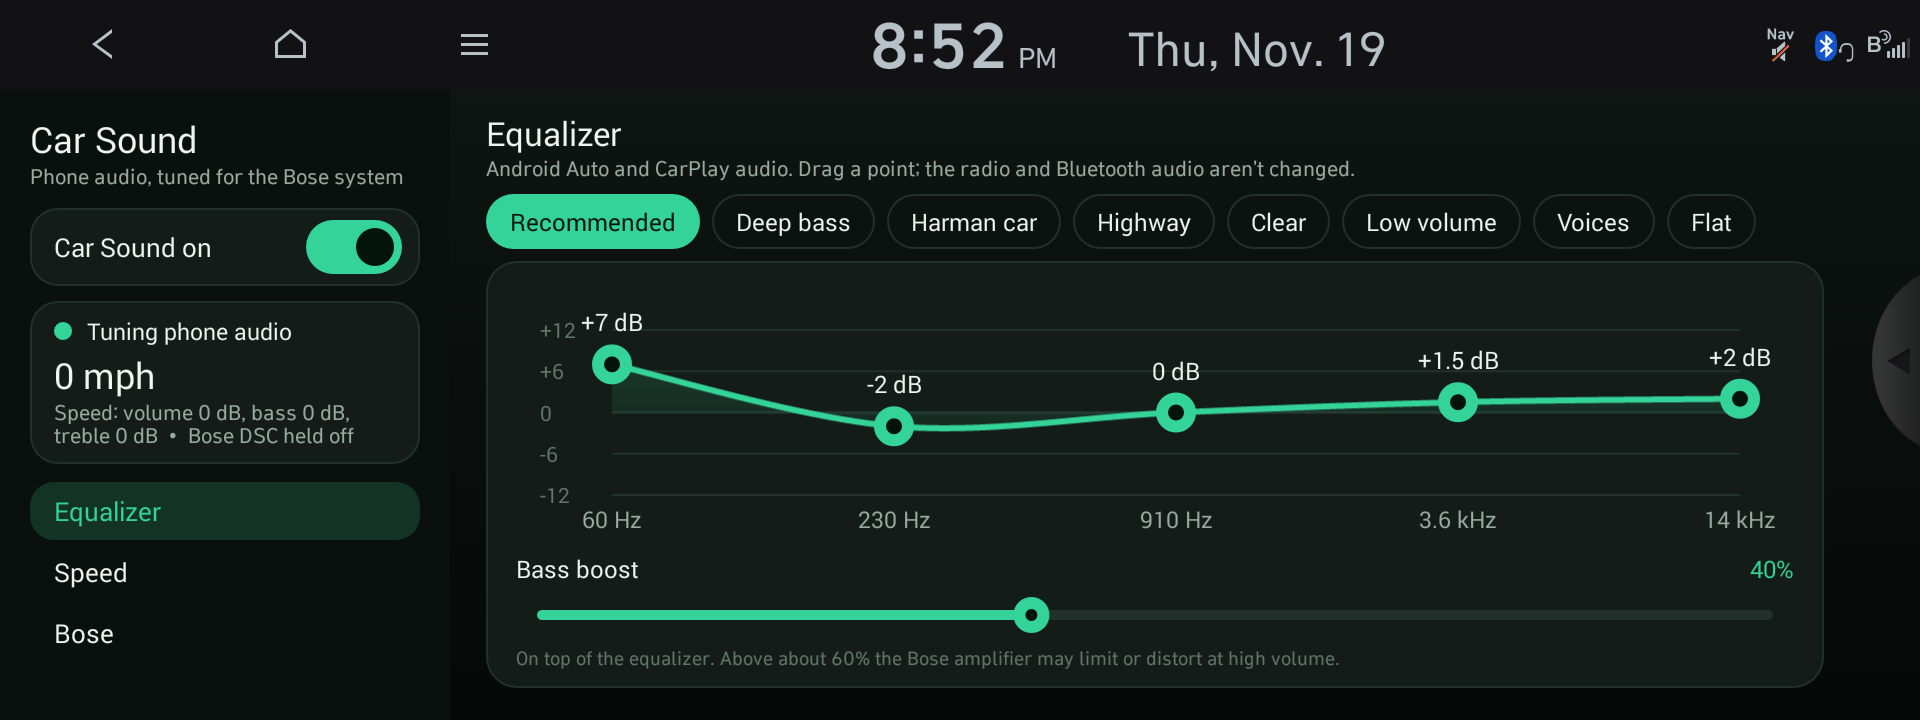 8:52 PM
Thu, Nov. 19
Nav
B
Car Sound
Phone audio, tuned for the Bose system
Car Sound on
Tuning phone audio
0 mph
Speed: volume 0 dB, bass 0 dB,
treble 0 dB • Bose DSC held off
Equalizer
Speed
Bose
Equalizer
Android Auto and CarPlay audio. Drag a point; the radio and Bluetooth audio aren't changed.
Recommended
Deep bass
Harman car
Highway
Clear
Low volume
Voices
Flat
+12
+6
0
-6
-12
+7 dB
-2 dB
0 dB
+1.5 dB
+2 dB
60 Hz
230 Hz
910 Hz
3.6 kHz
14 kHz
Bass boost
40%
On top of the equalizer. Above about 60% the Bose amplifier may limit or distort at high volume.